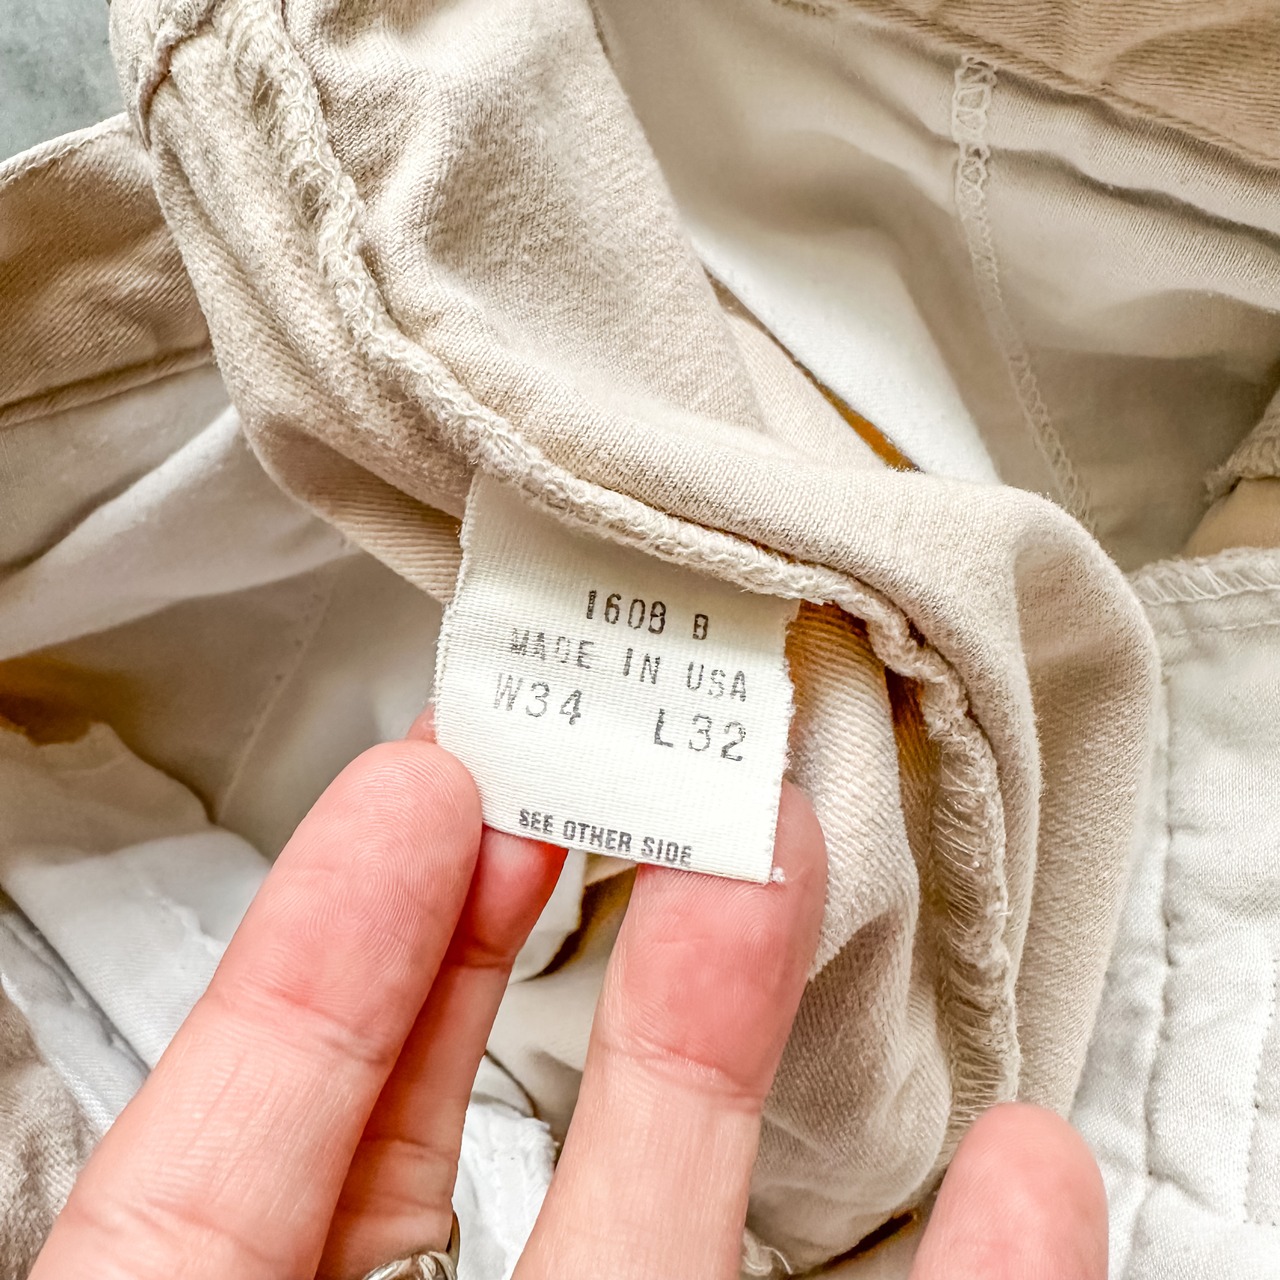 1608 B
MADE IN USA
W34 L32
SEE OTHER SIDE